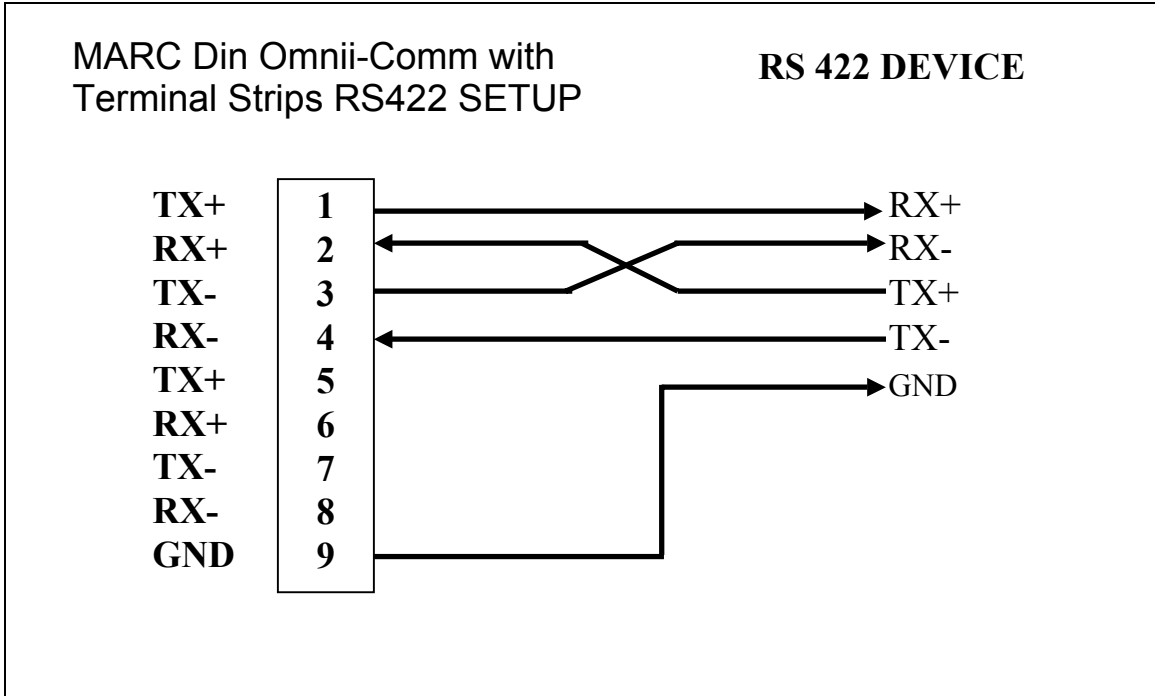 MARC Din Omnii-Comm with
Terminal Strips RS422 SETUP
RS 422 DEVICE
TX+ 1 RX+
RX+ 2 RX-
TX- 3 TX+
RX- 4 TX-
TX+ 5 GND
RX+ 6
TX- 7
RX- 8
GND 9